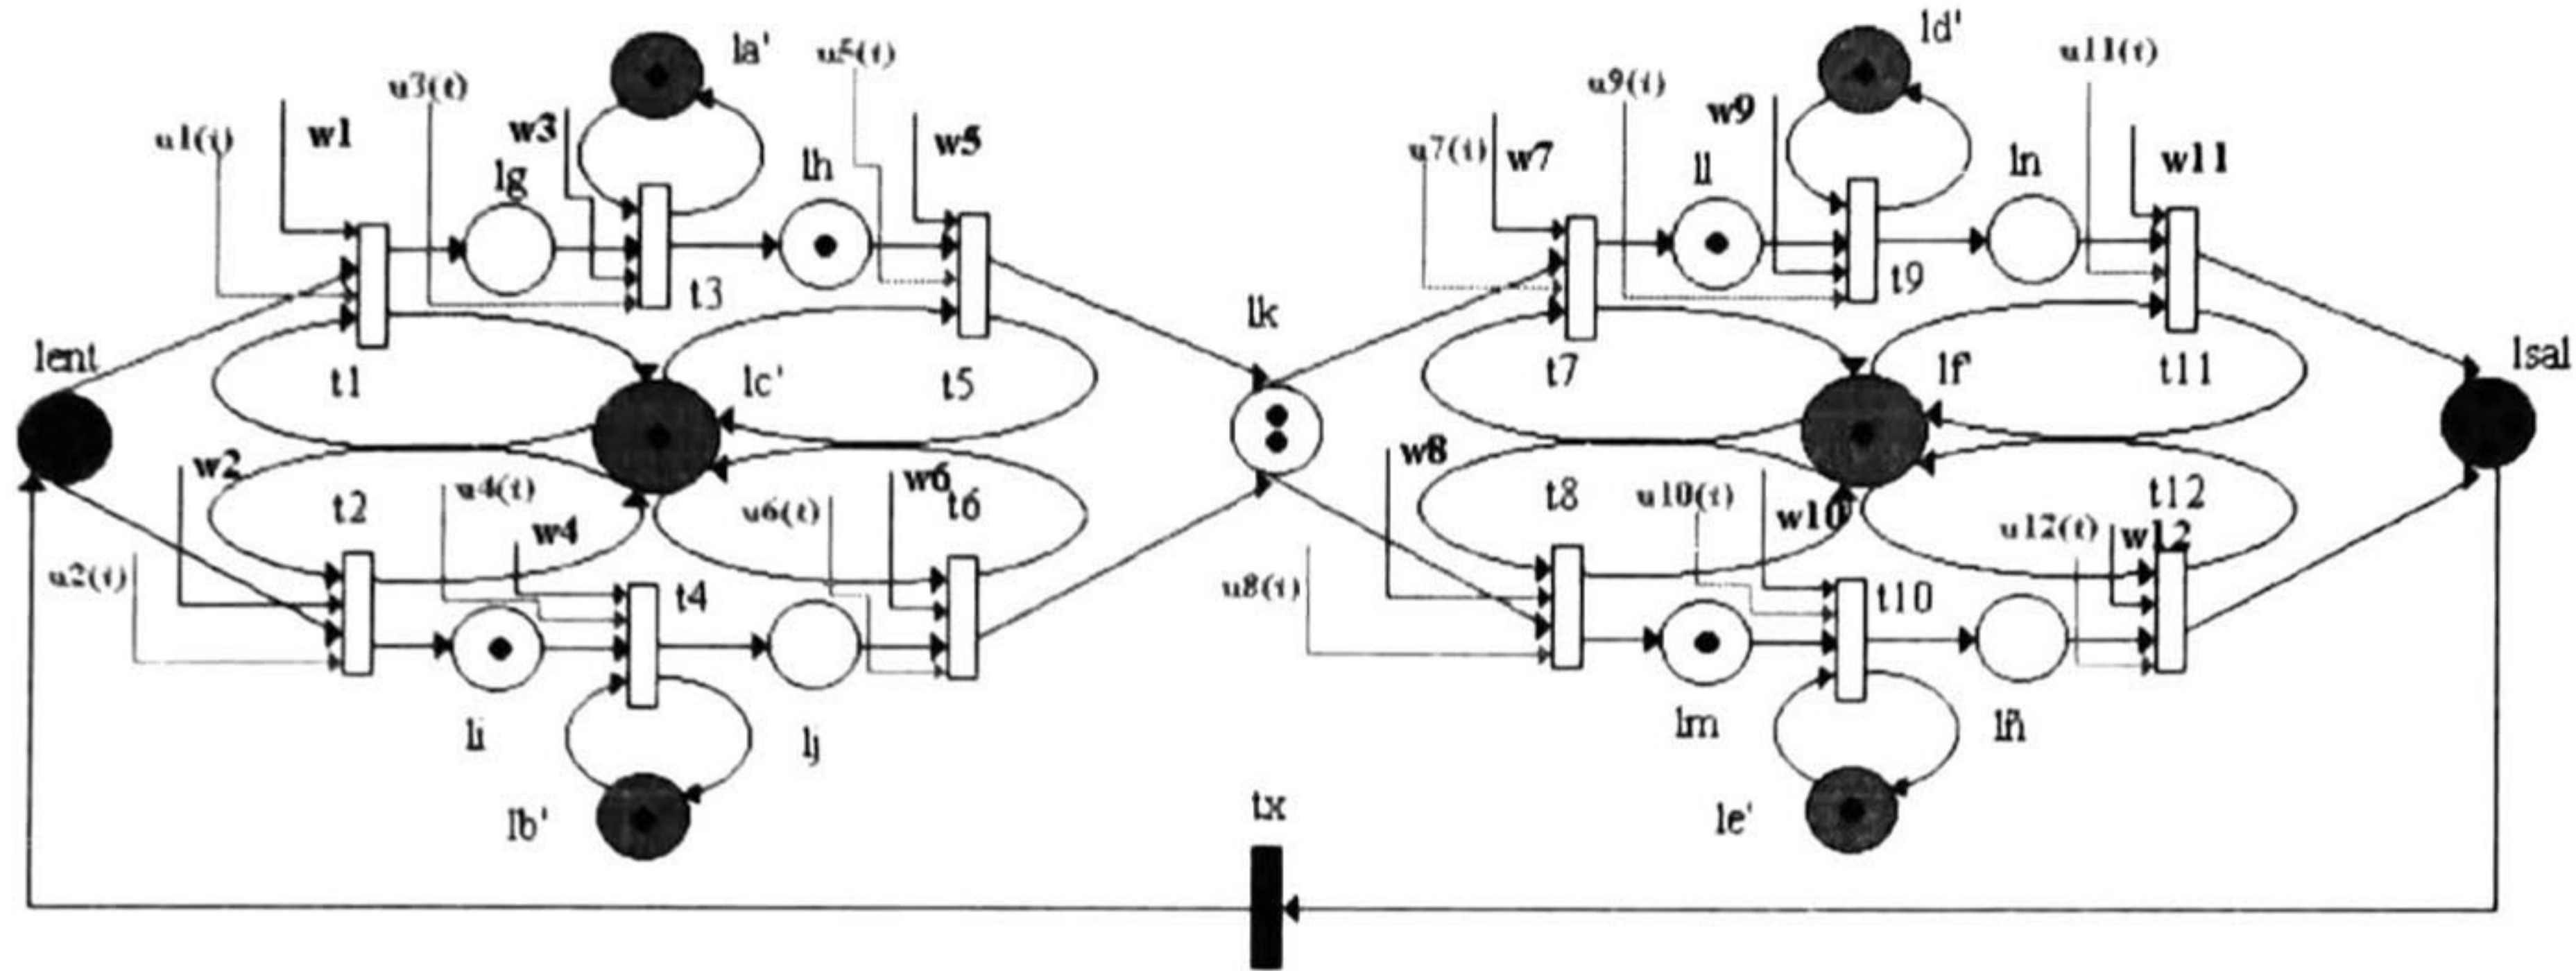 la'
u5(t)
ld'
u11(t)
u3(t)
u9(t)
w9
w1
w3
w5
u1(t)
u7(t)
w7
w11
lg
lh
ll
ln
t3
t9
lk
lent
t1
lc'
t5
t7
lf'
t11
lsal
w2
u4(t)
w6
w8
t2
u6(t)
t6
t8
u10(t)
w10
t12
w4
u12(t)
w12
u2(t)
t4
u8(t)
t10
li
lj
lm
lñ
lb'
tx
le'